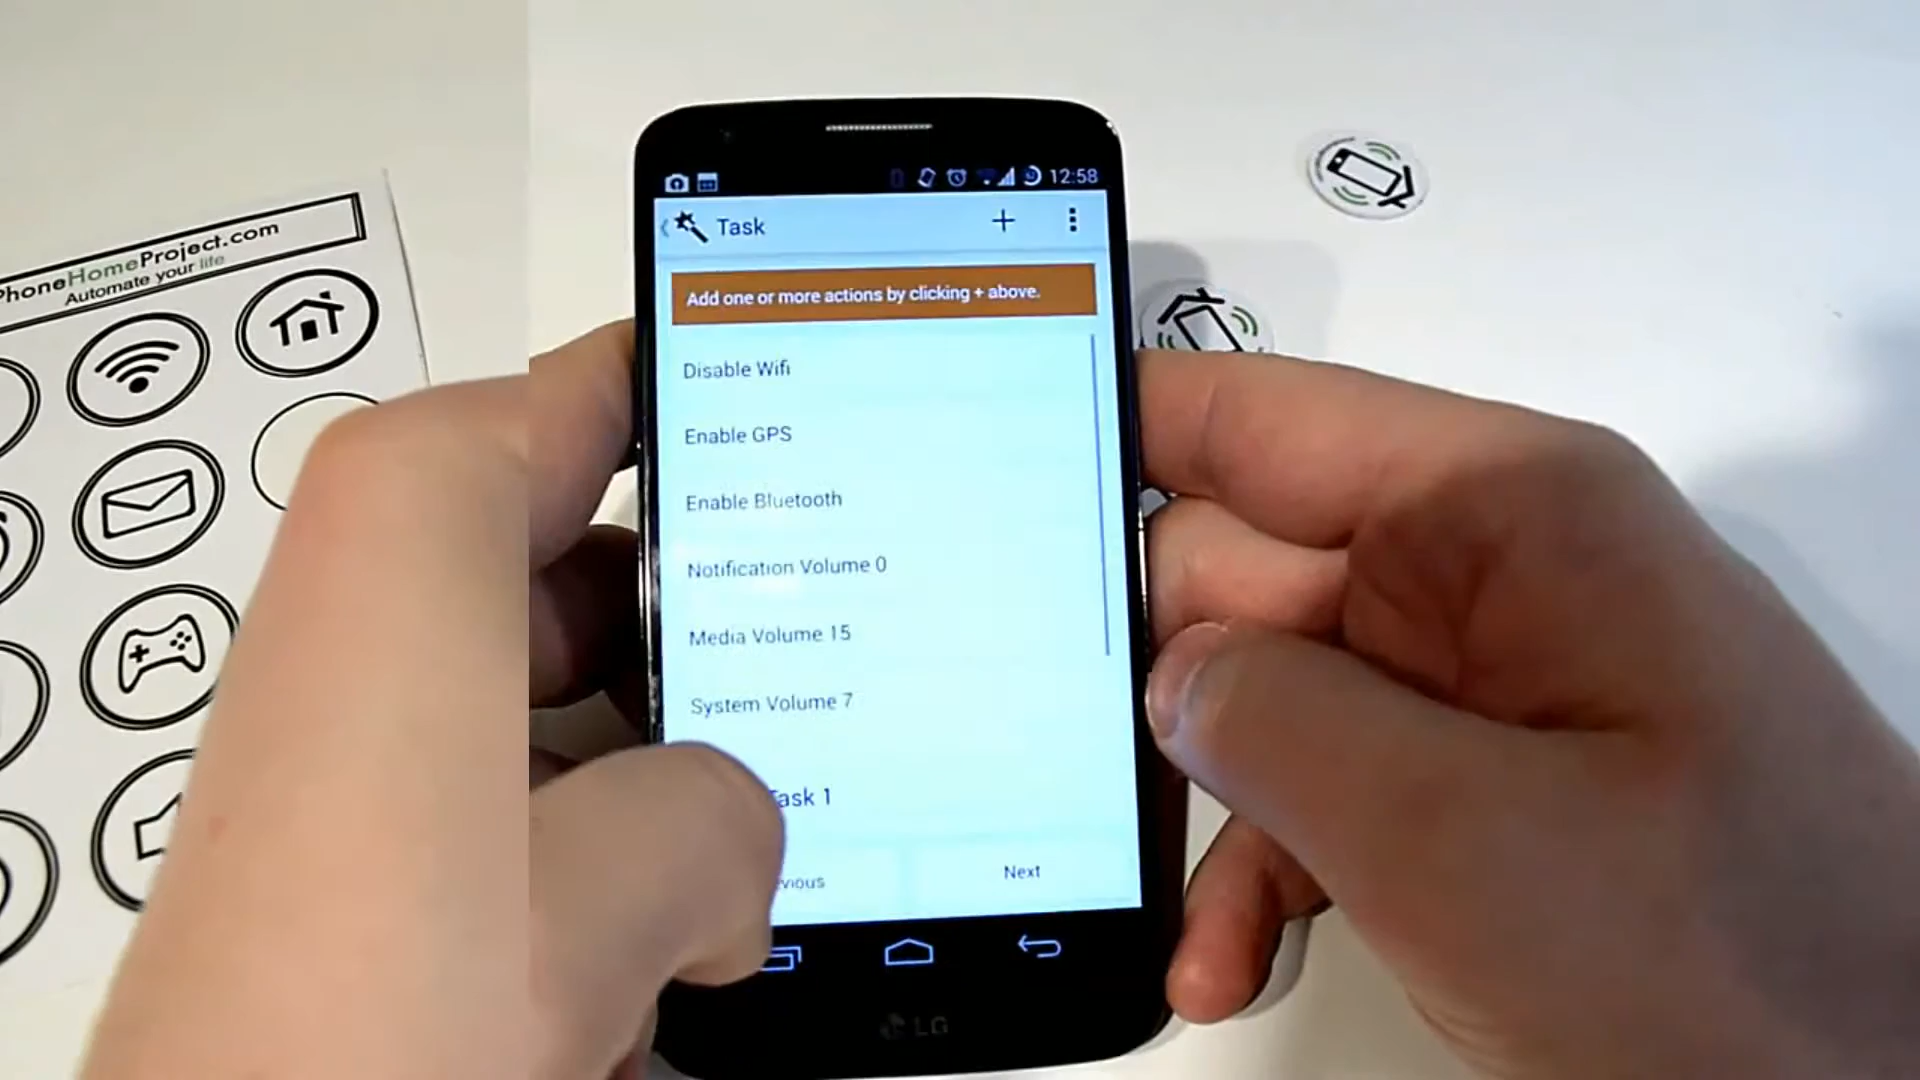 PhoneHomeProject.com
Automate your life
12:58
Task
Add one or more actions by clicking + above.
Disable Wifi
Enable GPS
Enable Bluetooth
Notification Volume 0
Media Volume 15
System Volume 7
Task 1
vious
Next
LG